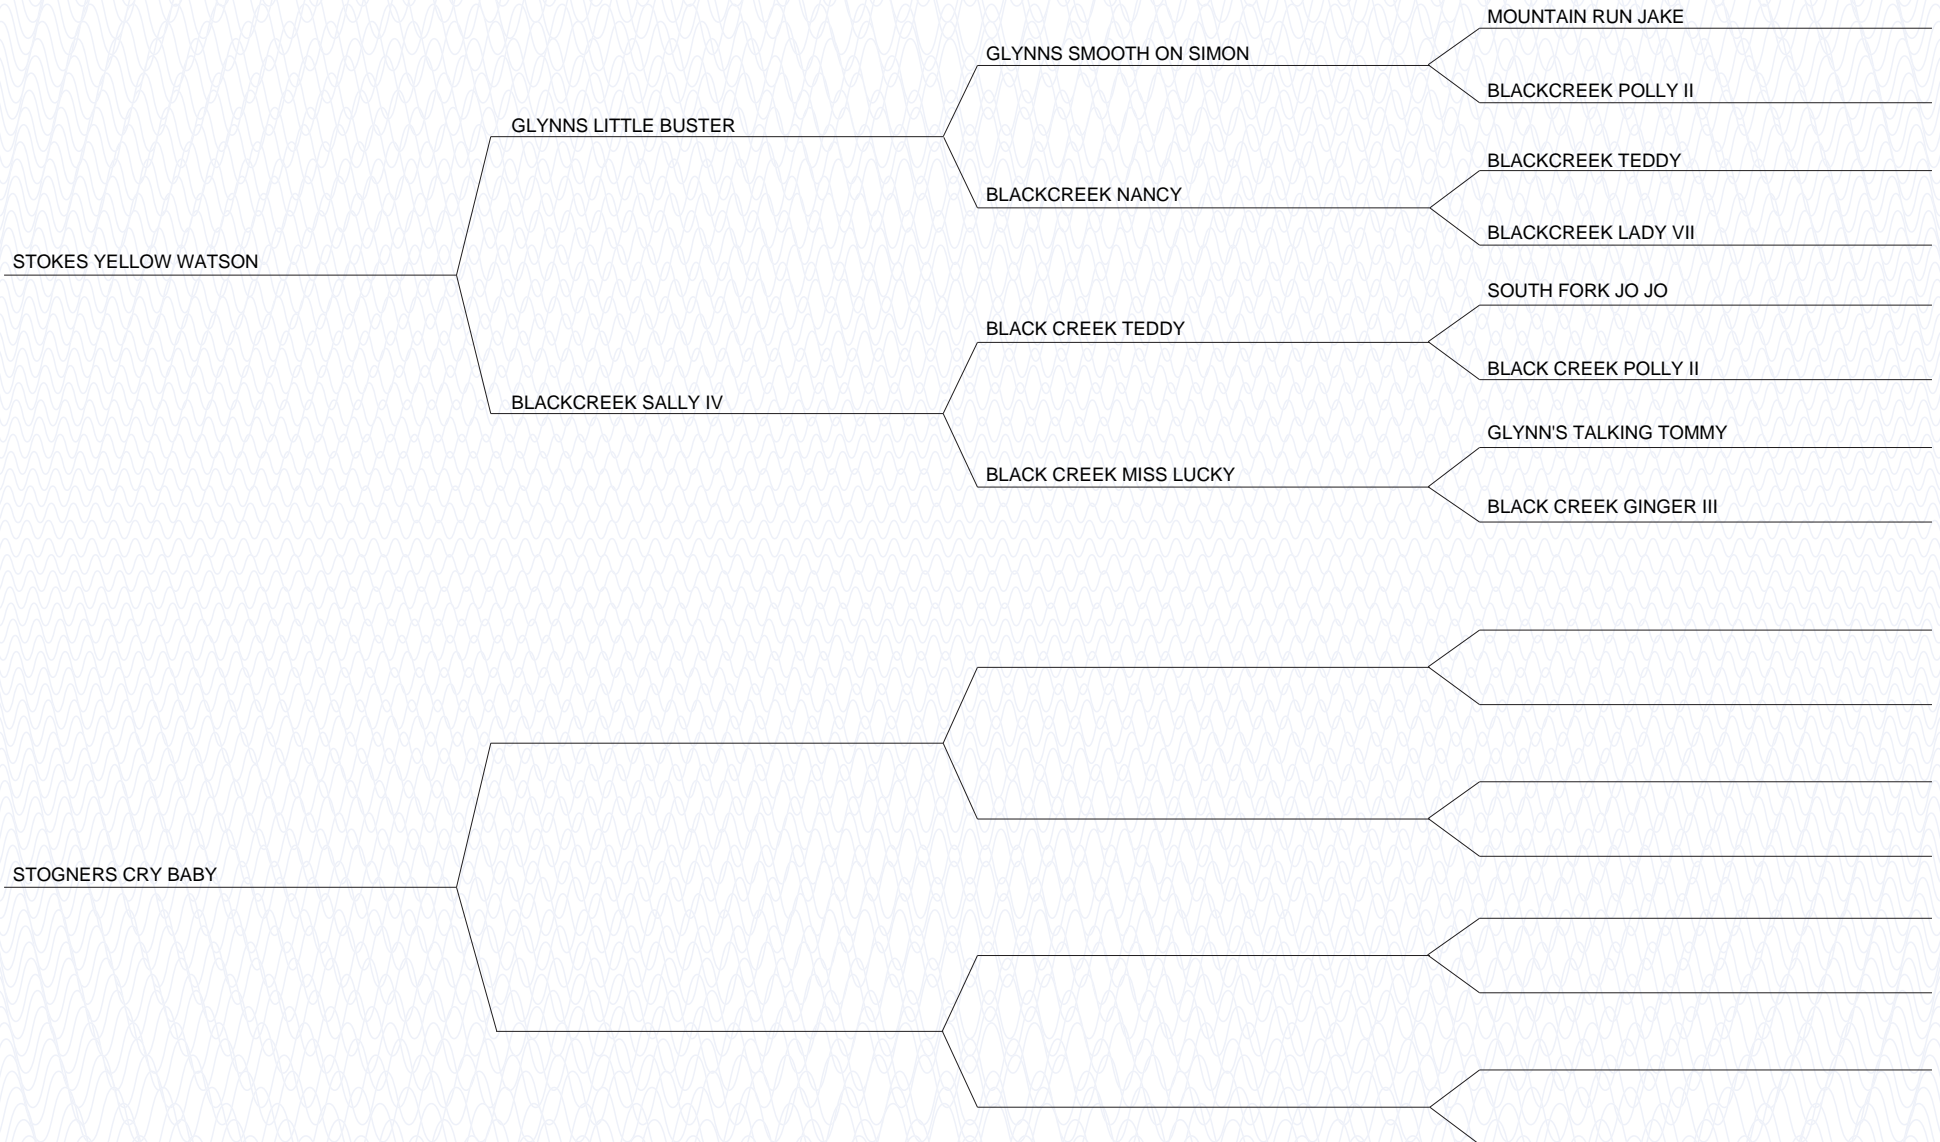 MOUNTAIN RUN JAKE
GLYNNS SMOOTH ON SIMON
BLACKCREEK POLLY II
GLYNNS LITTLE BUSTER
BLACKCREEK TEDDY
BLACKCREEK NANCY
BLACKCREEK LADY VII
STOKES YELLOW WATSON
SOUTH FORK JO JO
BLACK CREEK TEDDY
BLACK CREEK POLLY II
BLACKCREEK SALLY IV
GLYNN'S TALKING TOMMY
BLACK CREEK MISS LUCKY
BLACK CREEK GINGER III
STOGNERS CRY BABY